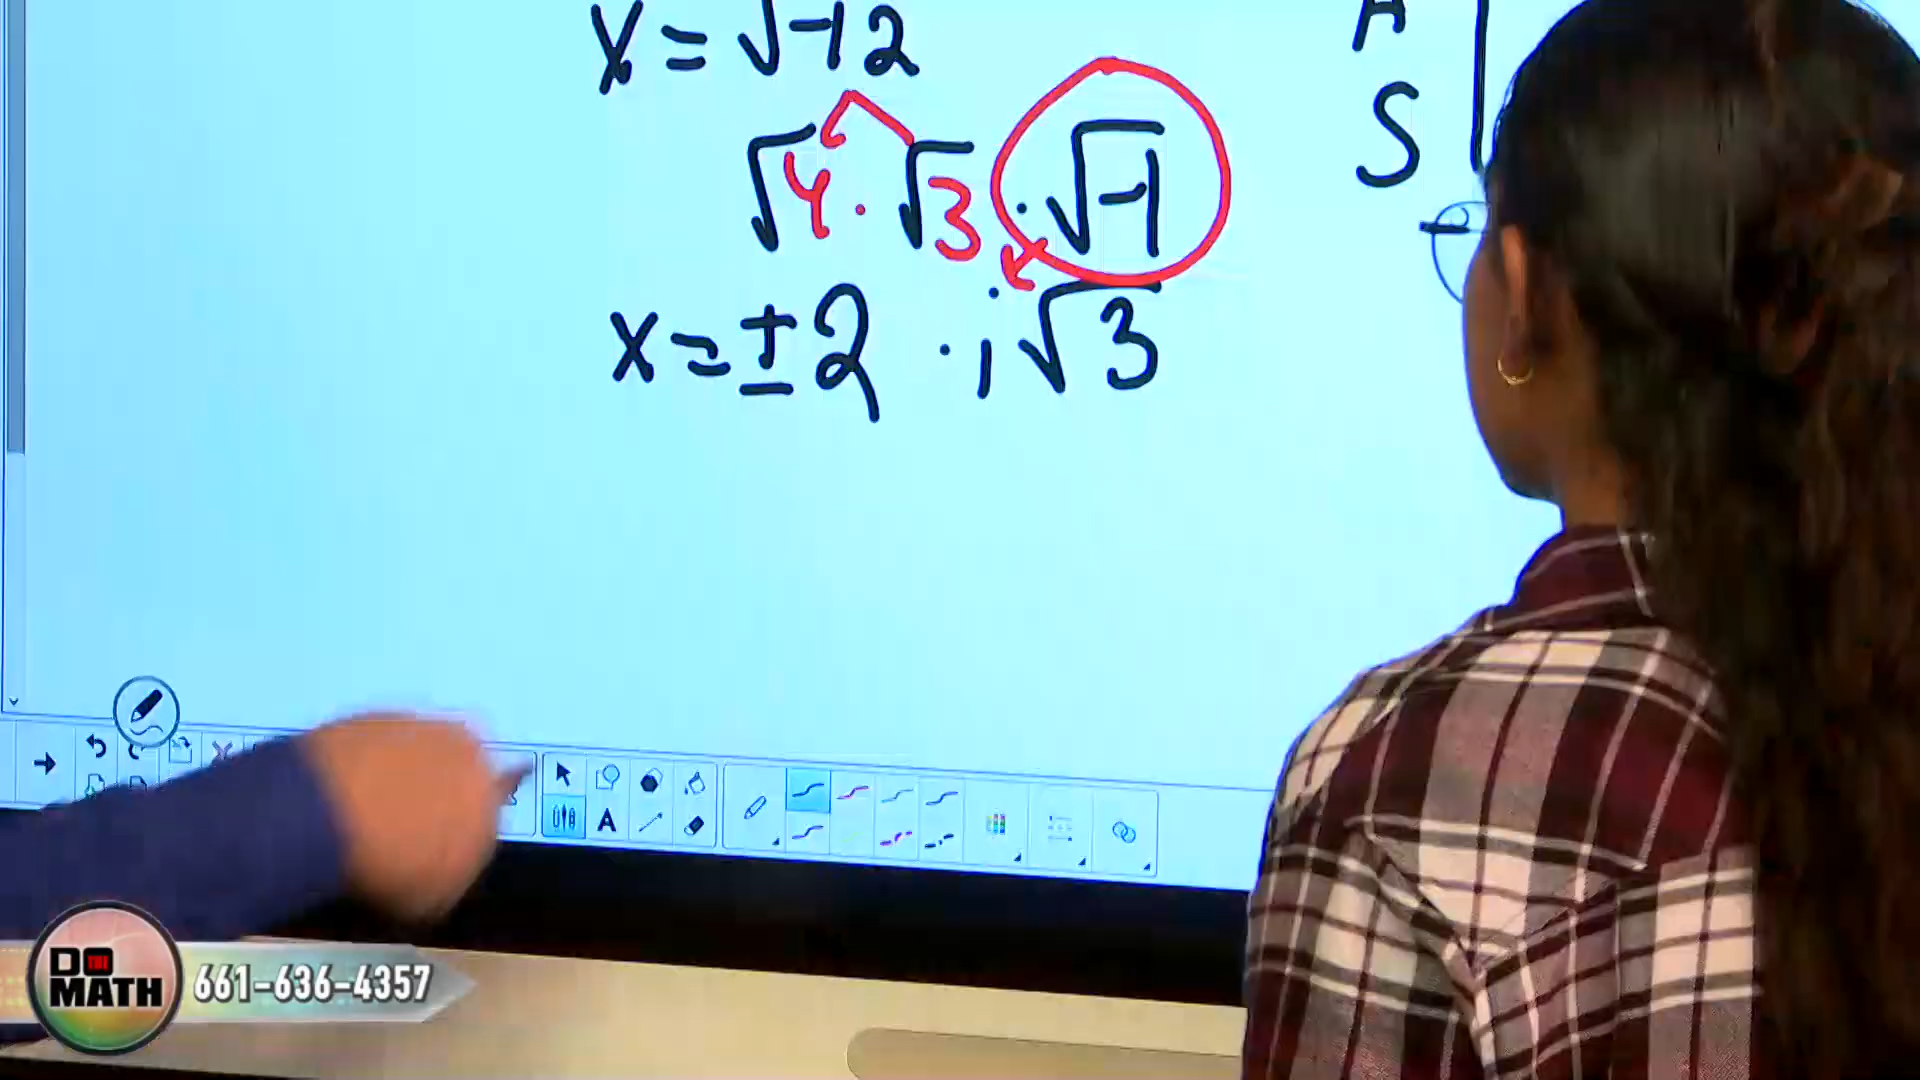 x = √-12
A
S
√4 · √3 · √-1
x = ± 2 · i√3
A
DO THE MATH
661-636-4357